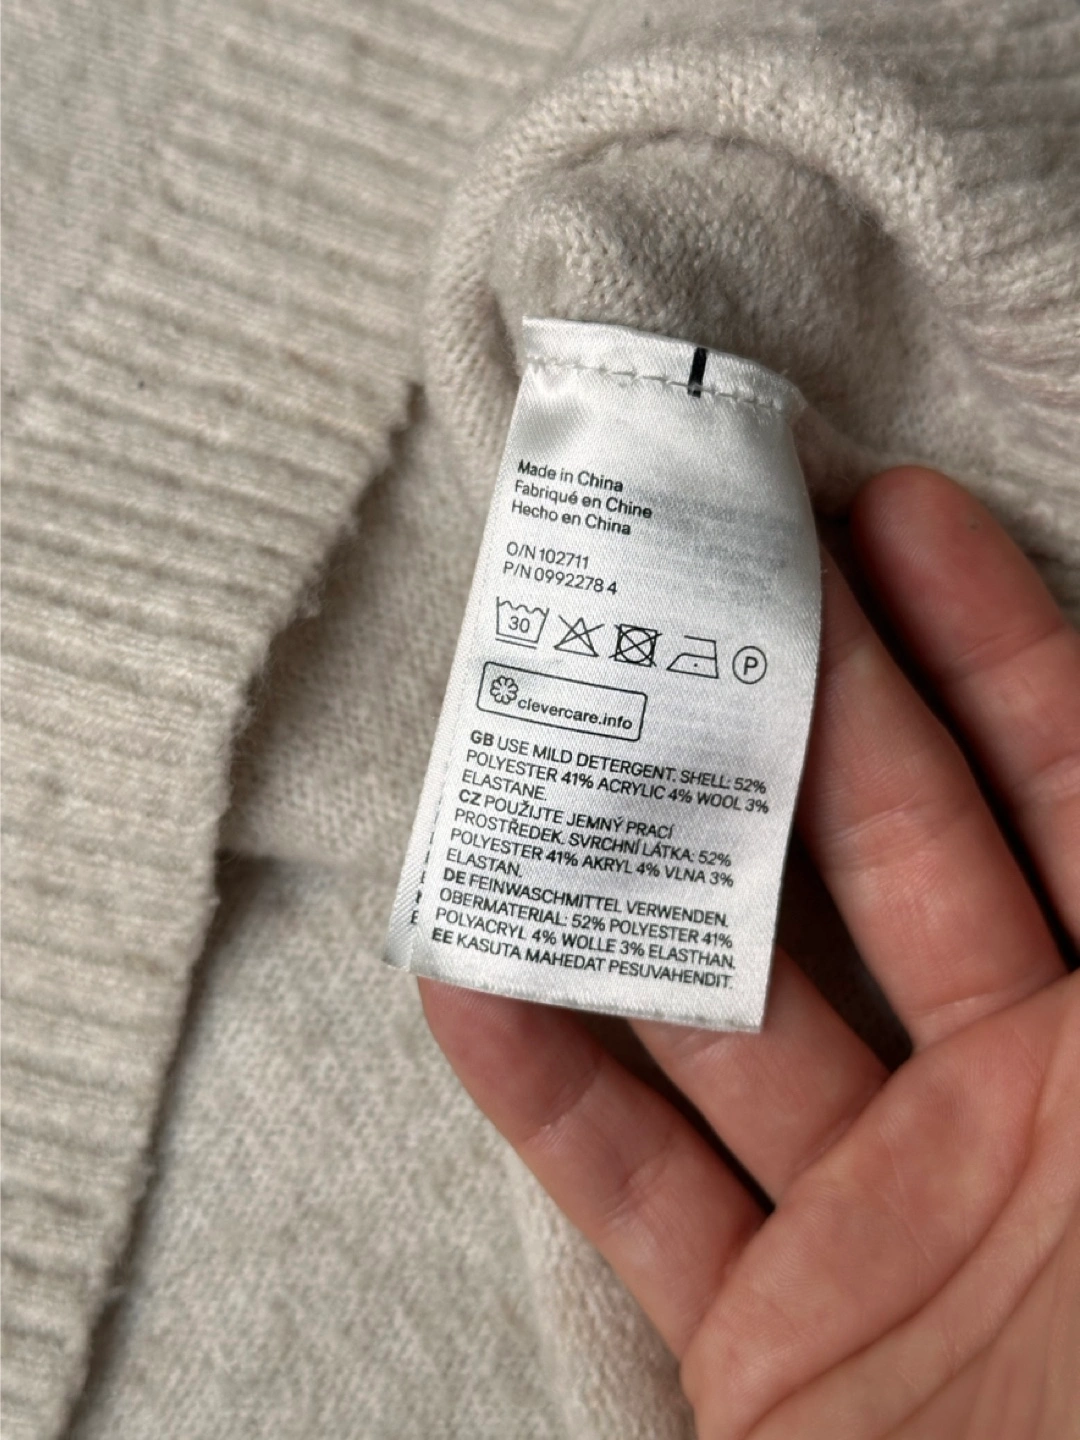 Made in China
Fabriqué en Chine
Hecho en China
O/N 102711
P/N 0992278 4
30
P
clevercare.info
GB USE MILD DETERGENT. SHELL: 52%
POLYESTER 41% ACRYLIC 4% WOOL 3%
ELASTANE.
CZ POUŽIJTE JEMNÝ PRACÍ
PROSTŘEDEK. SVRCHNÍ LÁTKA: 52%
POLYESTER 41% AKRYL 4% VLNA 3%
ELASTAN.
DE FEINWASCHMITTEL VERWENDEN.
OBERMATERIAL: 52% POLYESTER 41%
POLYACRYL 4% WOLLE 3% ELASTHAN.
EE KASUTA MAHEDAT PESUVAHENDIT.